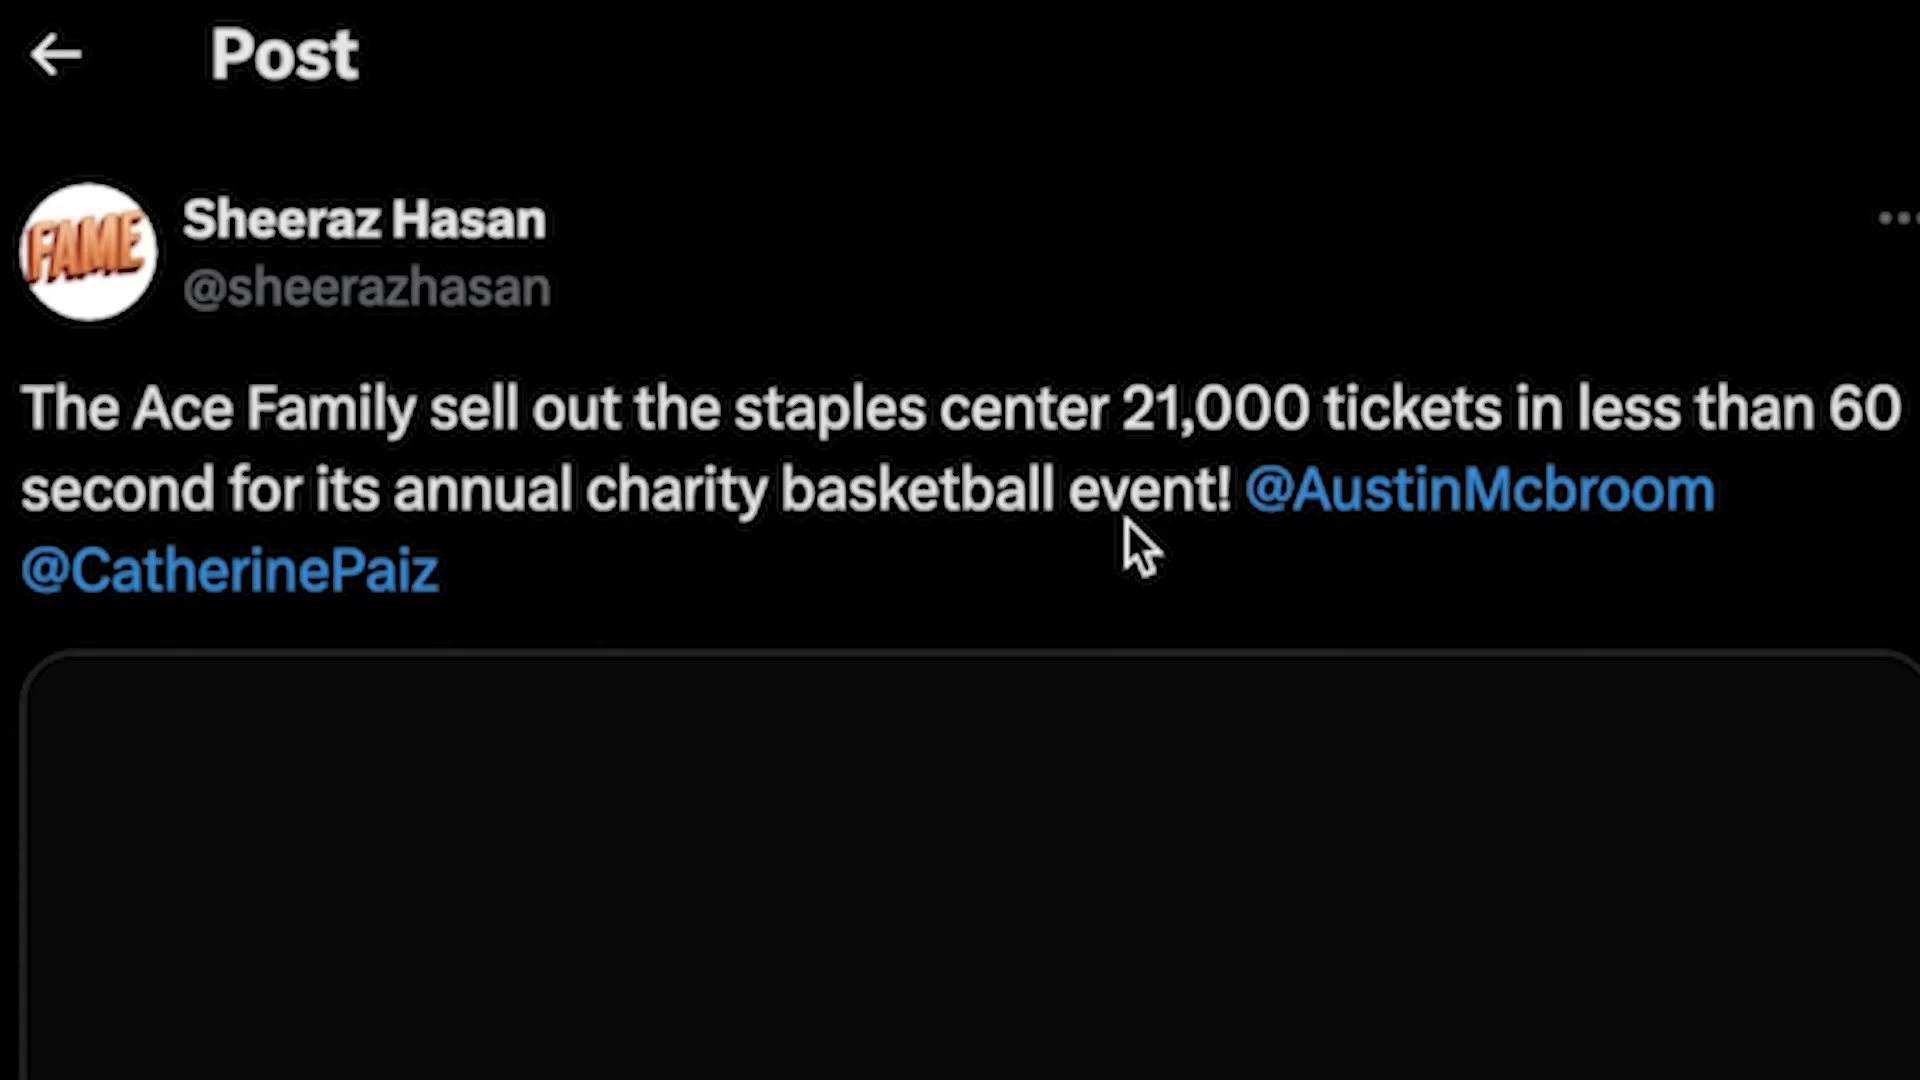 Post
FAME
Sheeraz Hasan
@sheerazhasan
The Ace Family sell out the staples center 21,000 tickets in less than 60
second for its annual charity basketball event! @AustinMcbroom
@CatherinePaiz